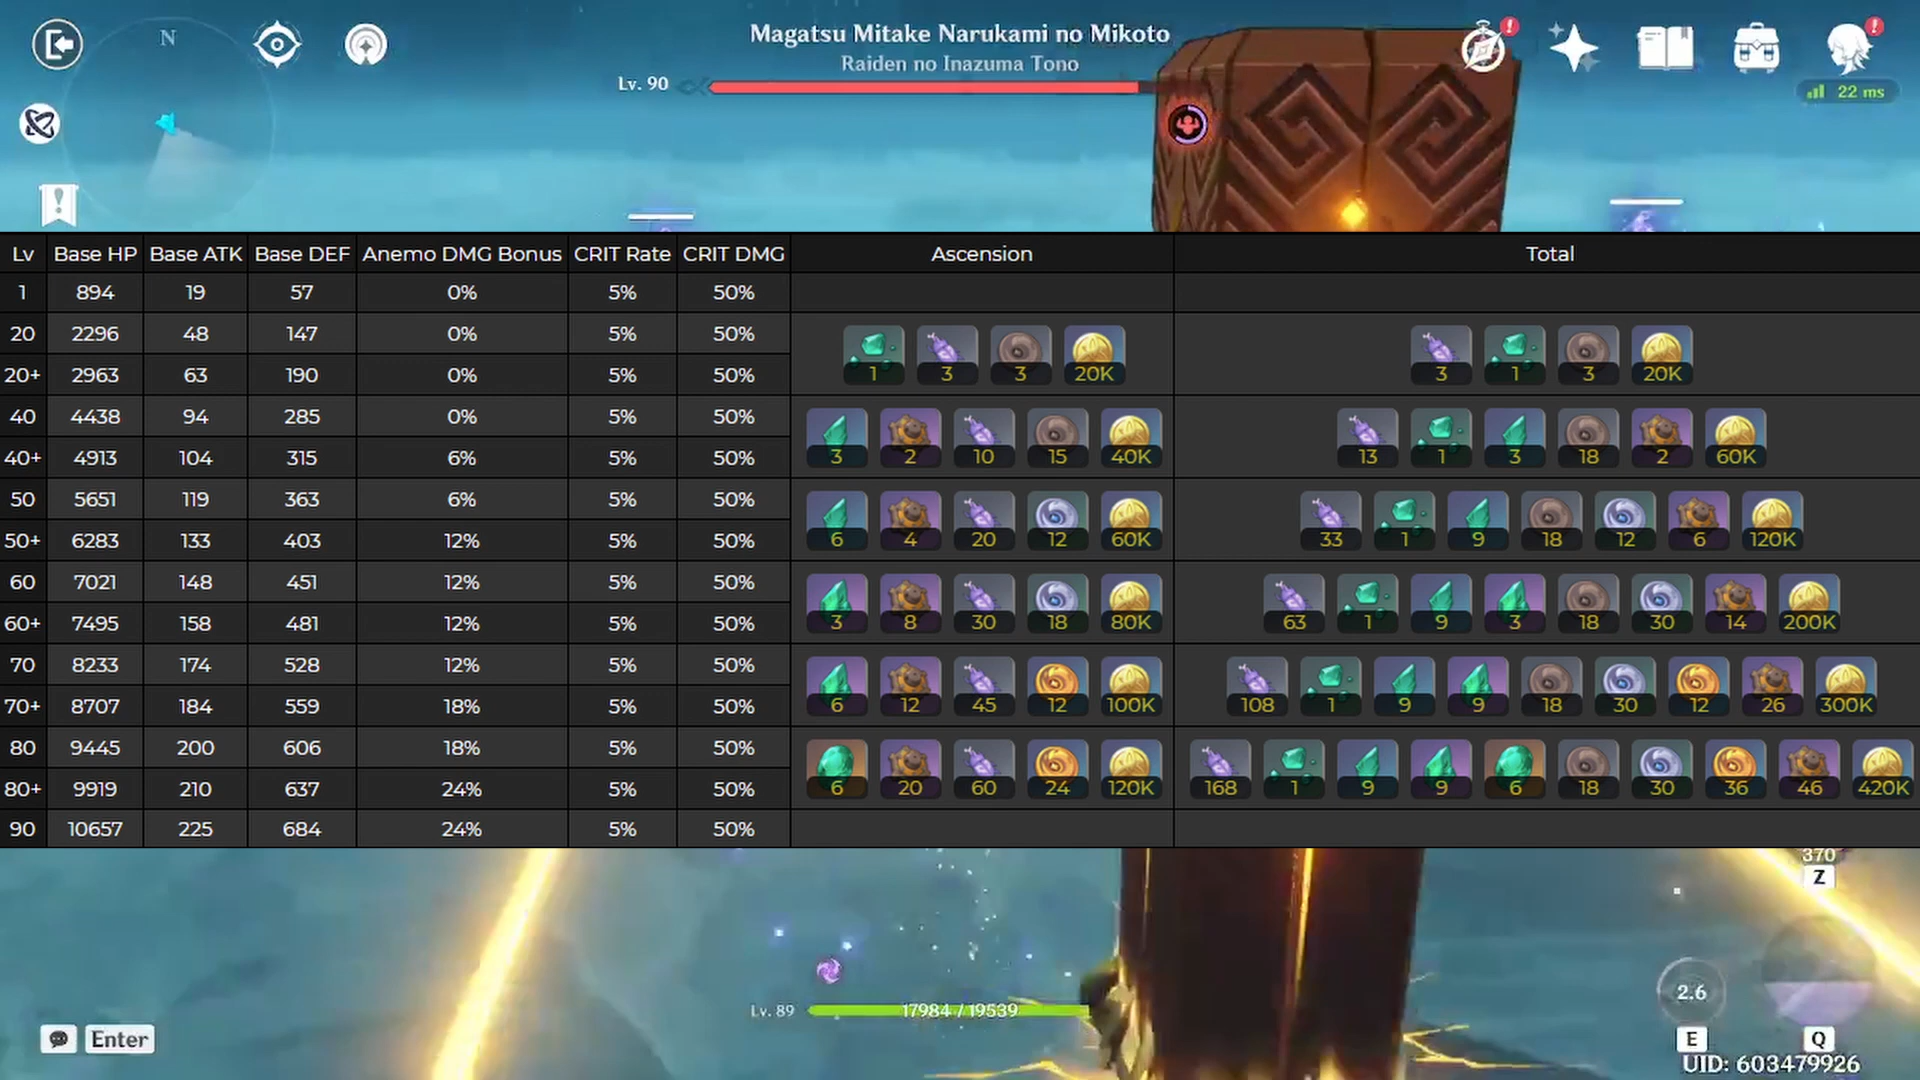 N
Magatsu Mitake Narukami no Mikoto
Raiden no Inazuma Tono
Lv. 90
22 ms
Lv Base HP Base ATK Base DEF Anemo DMG Bonus CRIT Rate CRIT DMG Ascension Total
1 894 19 57 0% 5% 50%
20 2296 48 147 0% 5% 50%
1 3 3 20K 3 1 3 20K
20+ 2963 63 190 0% 5% 50%
40 4438 94 285 0% 5% 50%
3 2 10 15 40K 13 1 3 18 2 60K
40+ 4913 104 315 6% 5% 50%
50 5651 119 363 6% 5% 50%
6 4 20 12 60K 33 1 9 18 12 6 120K
50+ 6283 133 403 12% 5% 50%
60 7021 148 451 12% 5% 50%
3 8 30 18 80K 63 1 9 3 18 30 14 200K
60+ 7495 158 481 12% 5% 50%
70 8233 174 528 12% 5% 50%
6 12 45 12 100K 108 1 9 9 18 30 12 26 300K
70+ 8707 184 559 18% 5% 50%
80 9445 200 606 18% 5% 50%
6 20 60 24 120K 168 1 9 9 6 18 30 36 46 420K
80+ 9919 210 637 24% 5% 50%
90 10657 225 684 24% 5% 50%
370
Z
2.6
Lv. 89 17984 / 19539
Enter
E Q
UID: 603479926